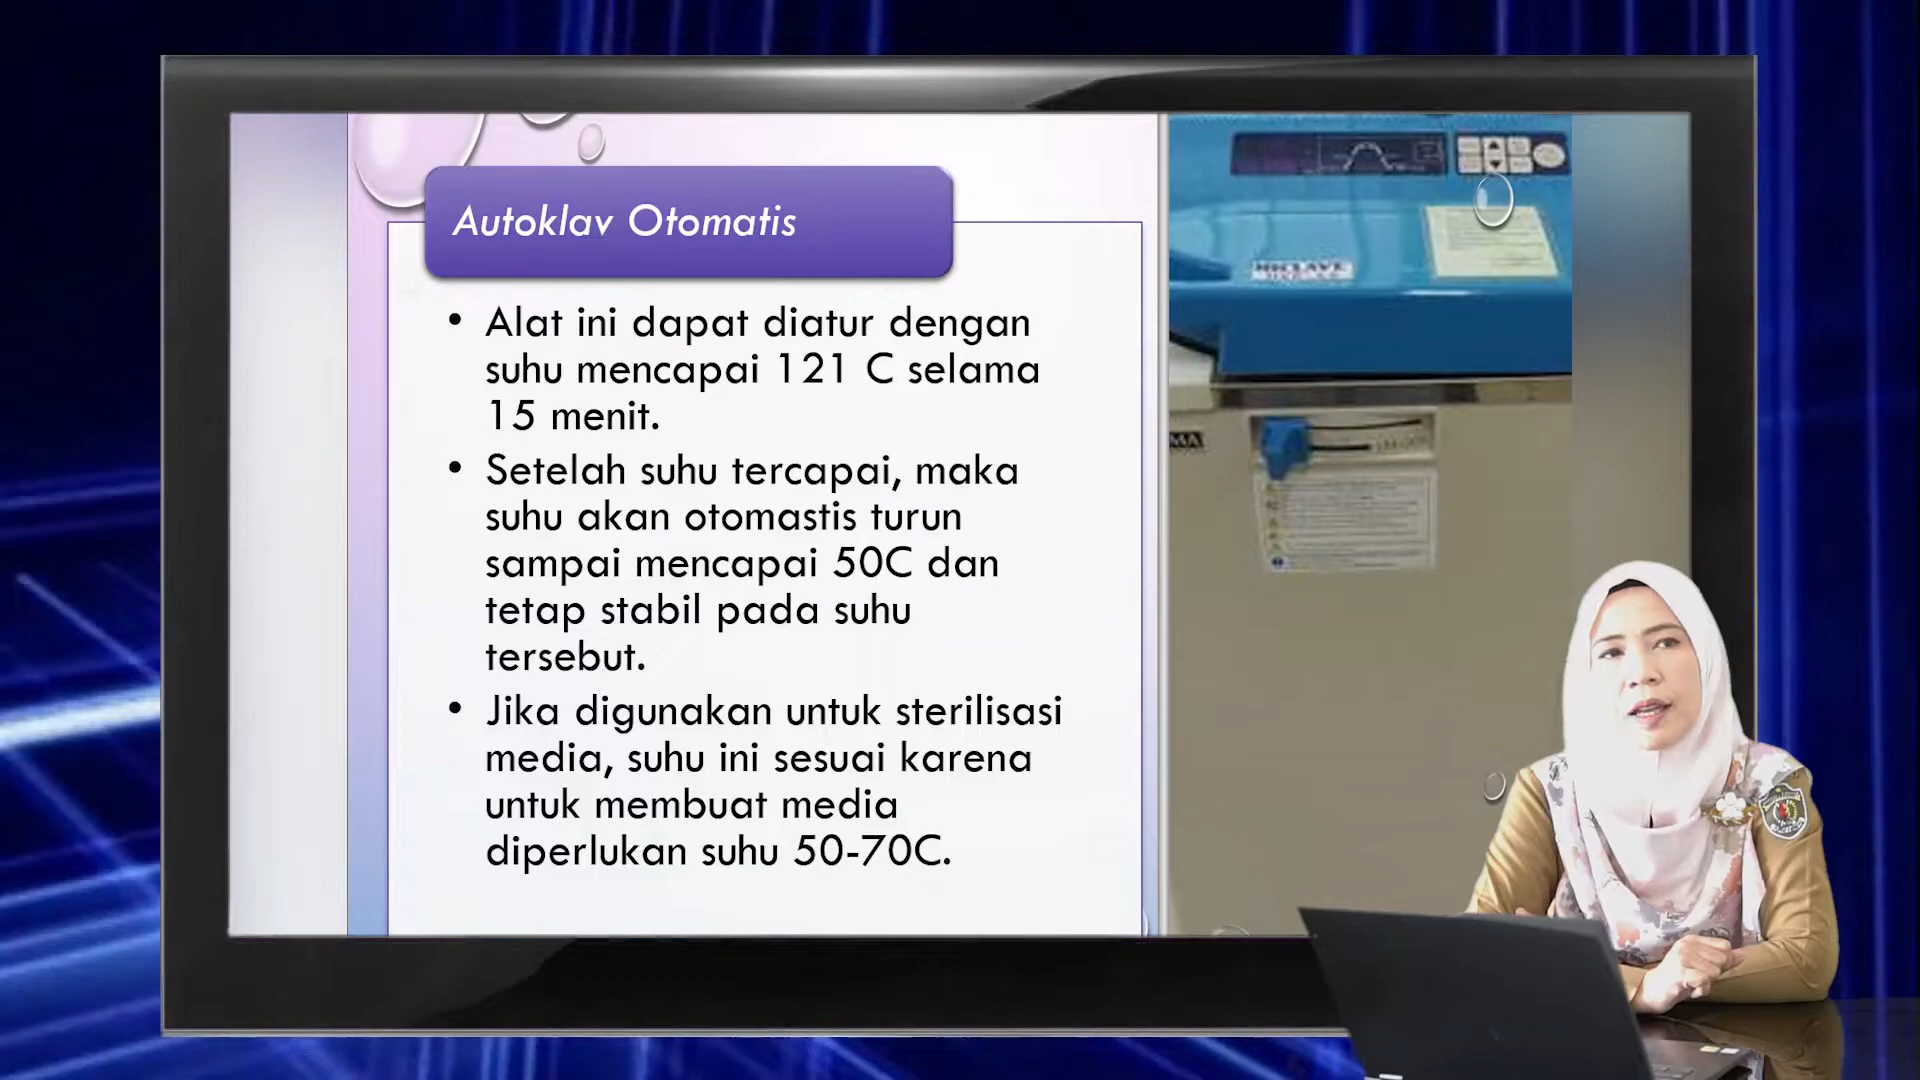 Autoklav Otomatis
• Alat ini dapat diatur dengan
suhu mencapai 121 C selama
15 menit.
• Setelah suhu tercapai, maka
suhu akan otomastis turun
sampai mencapai 50C dan
tetap stabil pada suhu
tersebut.
• Jika digunakan untuk sterilisasi
media, suhu ini sesuai karena
untuk membuat media
diperlukan suhu 50-70C.